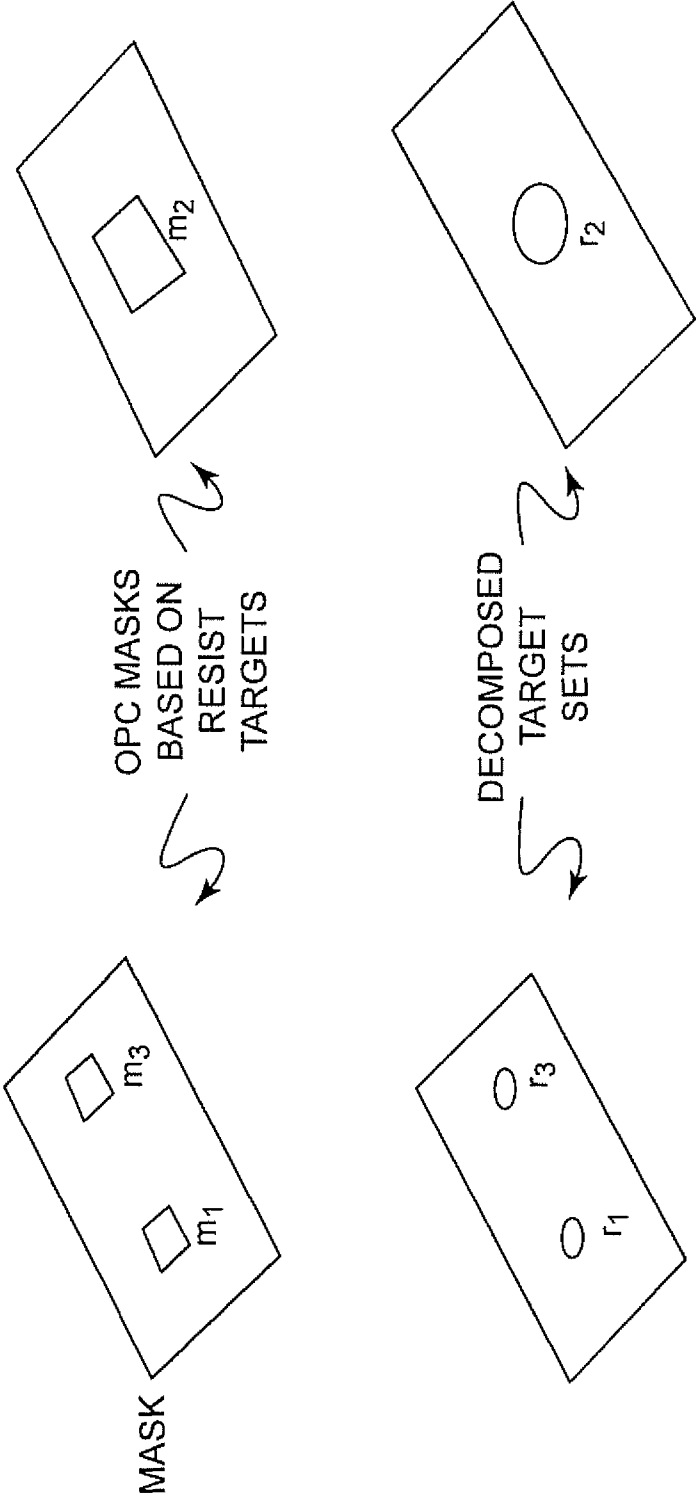 MASK
m1
m3
OPC MASKS
BASED ON
RESIST
TARGETS
m2
r1
r3
DECOMPOSED
TARGET
SETS
r2